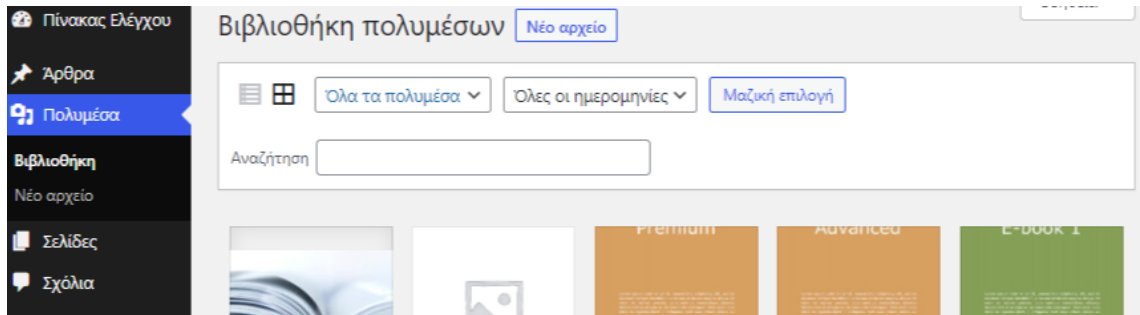 Πίνακας Ελέγχου
Άρθρα
Πολυμέσα
Βιβλιοθήκη
Νέο αρχείο
Σελίδες
Σχόλια
Βιβλιοθήκη πολυμέσων Νέο αρχείο
Όλα τα πολυμέσα Όλες οι ημερομηνίες Μαζική επιλογή
Αναζήτηση
Premium Advanced E-book 1